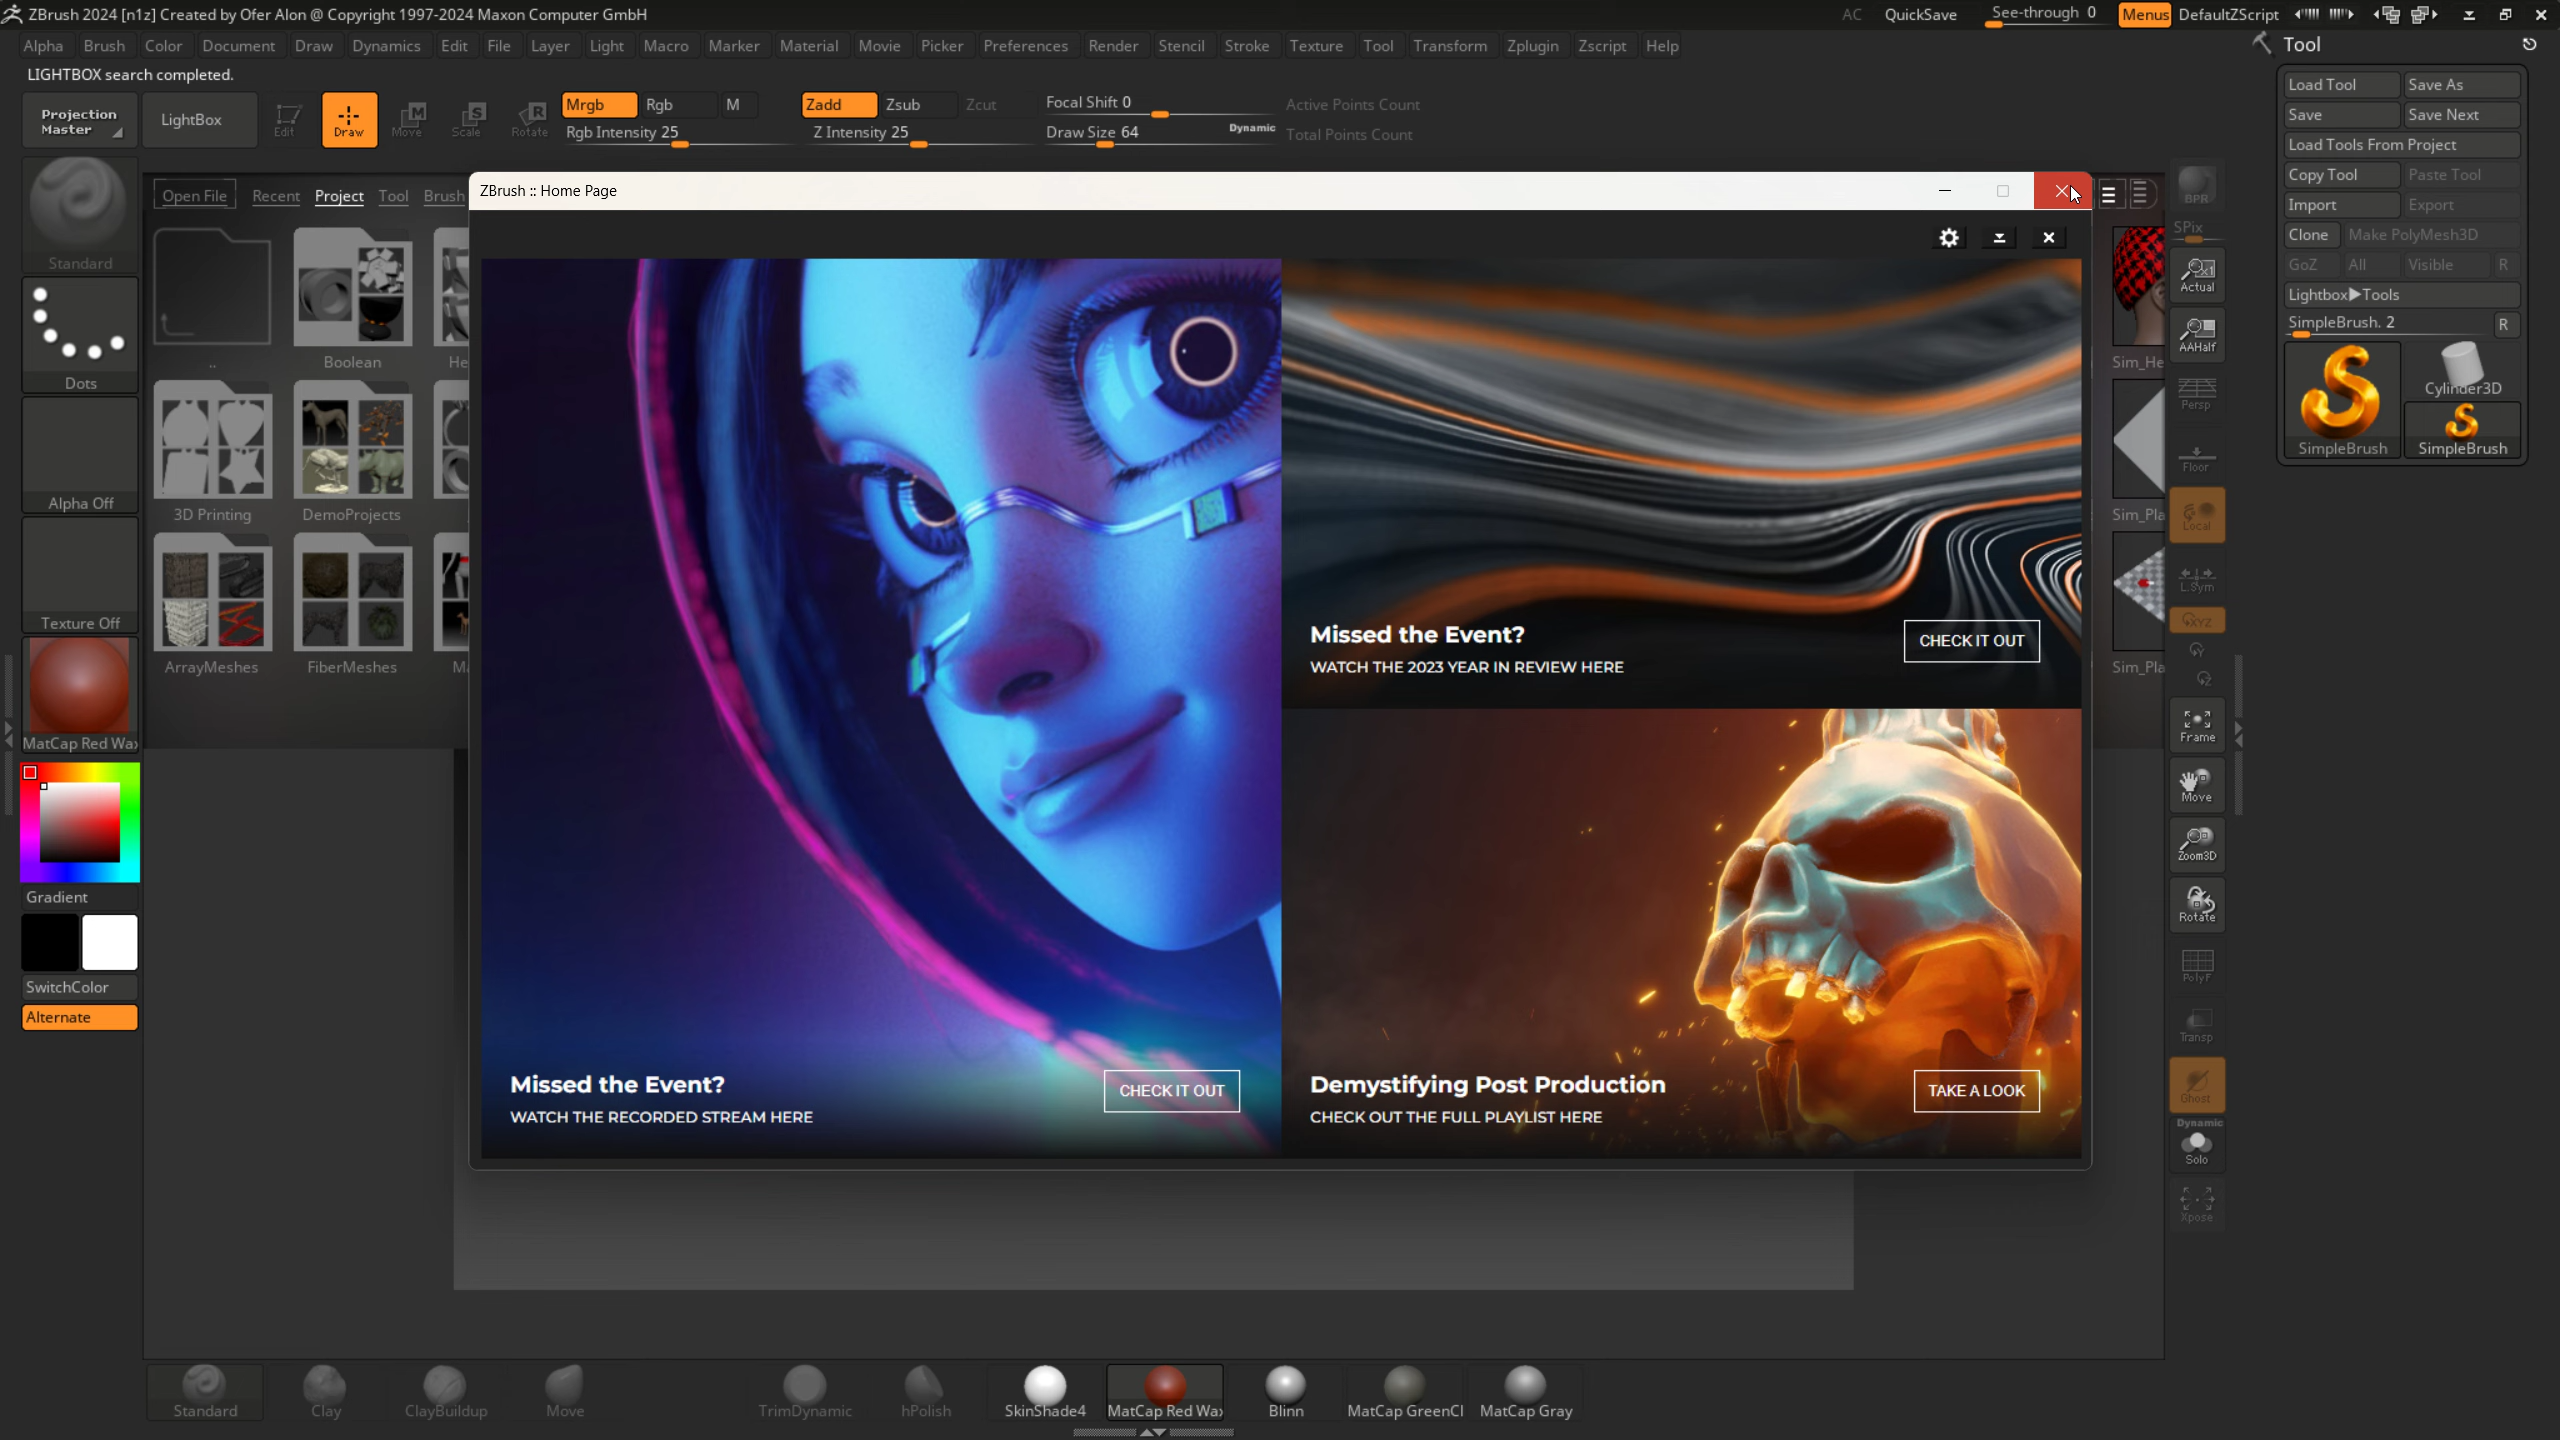 ZBrush 2024 [n1z] Created by Ofer Alon @ Copyright 1997-2024 Maxon Computer GmbH
AC QuickSave See-through 0 Menus DefaultZScript
Alpha Brush Color Document Draw Dynamics Edit File Layer Light Macro Marker Material Movie Picker Preferences Render Stencil Stroke Texture Tool Transform Zplugin Zscript Help
Tool
LIGHTBOX search completed.
Projection Master
LightBox
Edit
Draw
Move
Scale
Rotate
Mrgb Rgb M
Rgb Intensity 25
Zadd Zsub Zcut
Z Intensity 25
Focal Shift 0
Draw Size 64
Dynamic
Active Points Count
Total Points Count
Load Tool Save As
Save Save Next
Load Tools From Project
Copy Tool Paste Tool
Import Export
Clone Make PolyMesh3D
GoZ All Visible R
Lightbox▶Tools
SimpleBrush. 2 R
SimpleBrush
Cylinder3D
SimpleBrush
Standard
Dots
Alpha Off
Texture Off
MatCap Red Wax
Gradient
SwitchColor
Alternate
Open File Recent Project Tool Brush
..
Boolean
He
3D Printing
DemoProjects
ArrayMeshes
FiberMeshes
M
ZBrush :: Home Page
Missed the Event?
WATCH THE 2023 YEAR IN REVIEW HERE
CHECK IT OUT
Missed the Event?
WATCH THE RECORDED STREAM HERE
CHECK IT OUT
Demystifying Post Production
CHECK OUT THE FULL PLAYLIST HERE
TAKE A LOOK
Sim_He
Sim_Pla
Sim_Pla
BPR
SPix
Actual
AAHalf
Persp
Floor
Local
L.Sym
XYZ
Y
Z
Frame
Move
Zoom3D
Rotate
PolyF
Transp
Ghost
Dynamic
Solo
Xpose
Standard
Clay
ClayBuildup
Move
TrimDynamic
hPolish
SkinShade4
MatCap Red Wax
Blinn
MatCap GreenCl
MatCap Gray